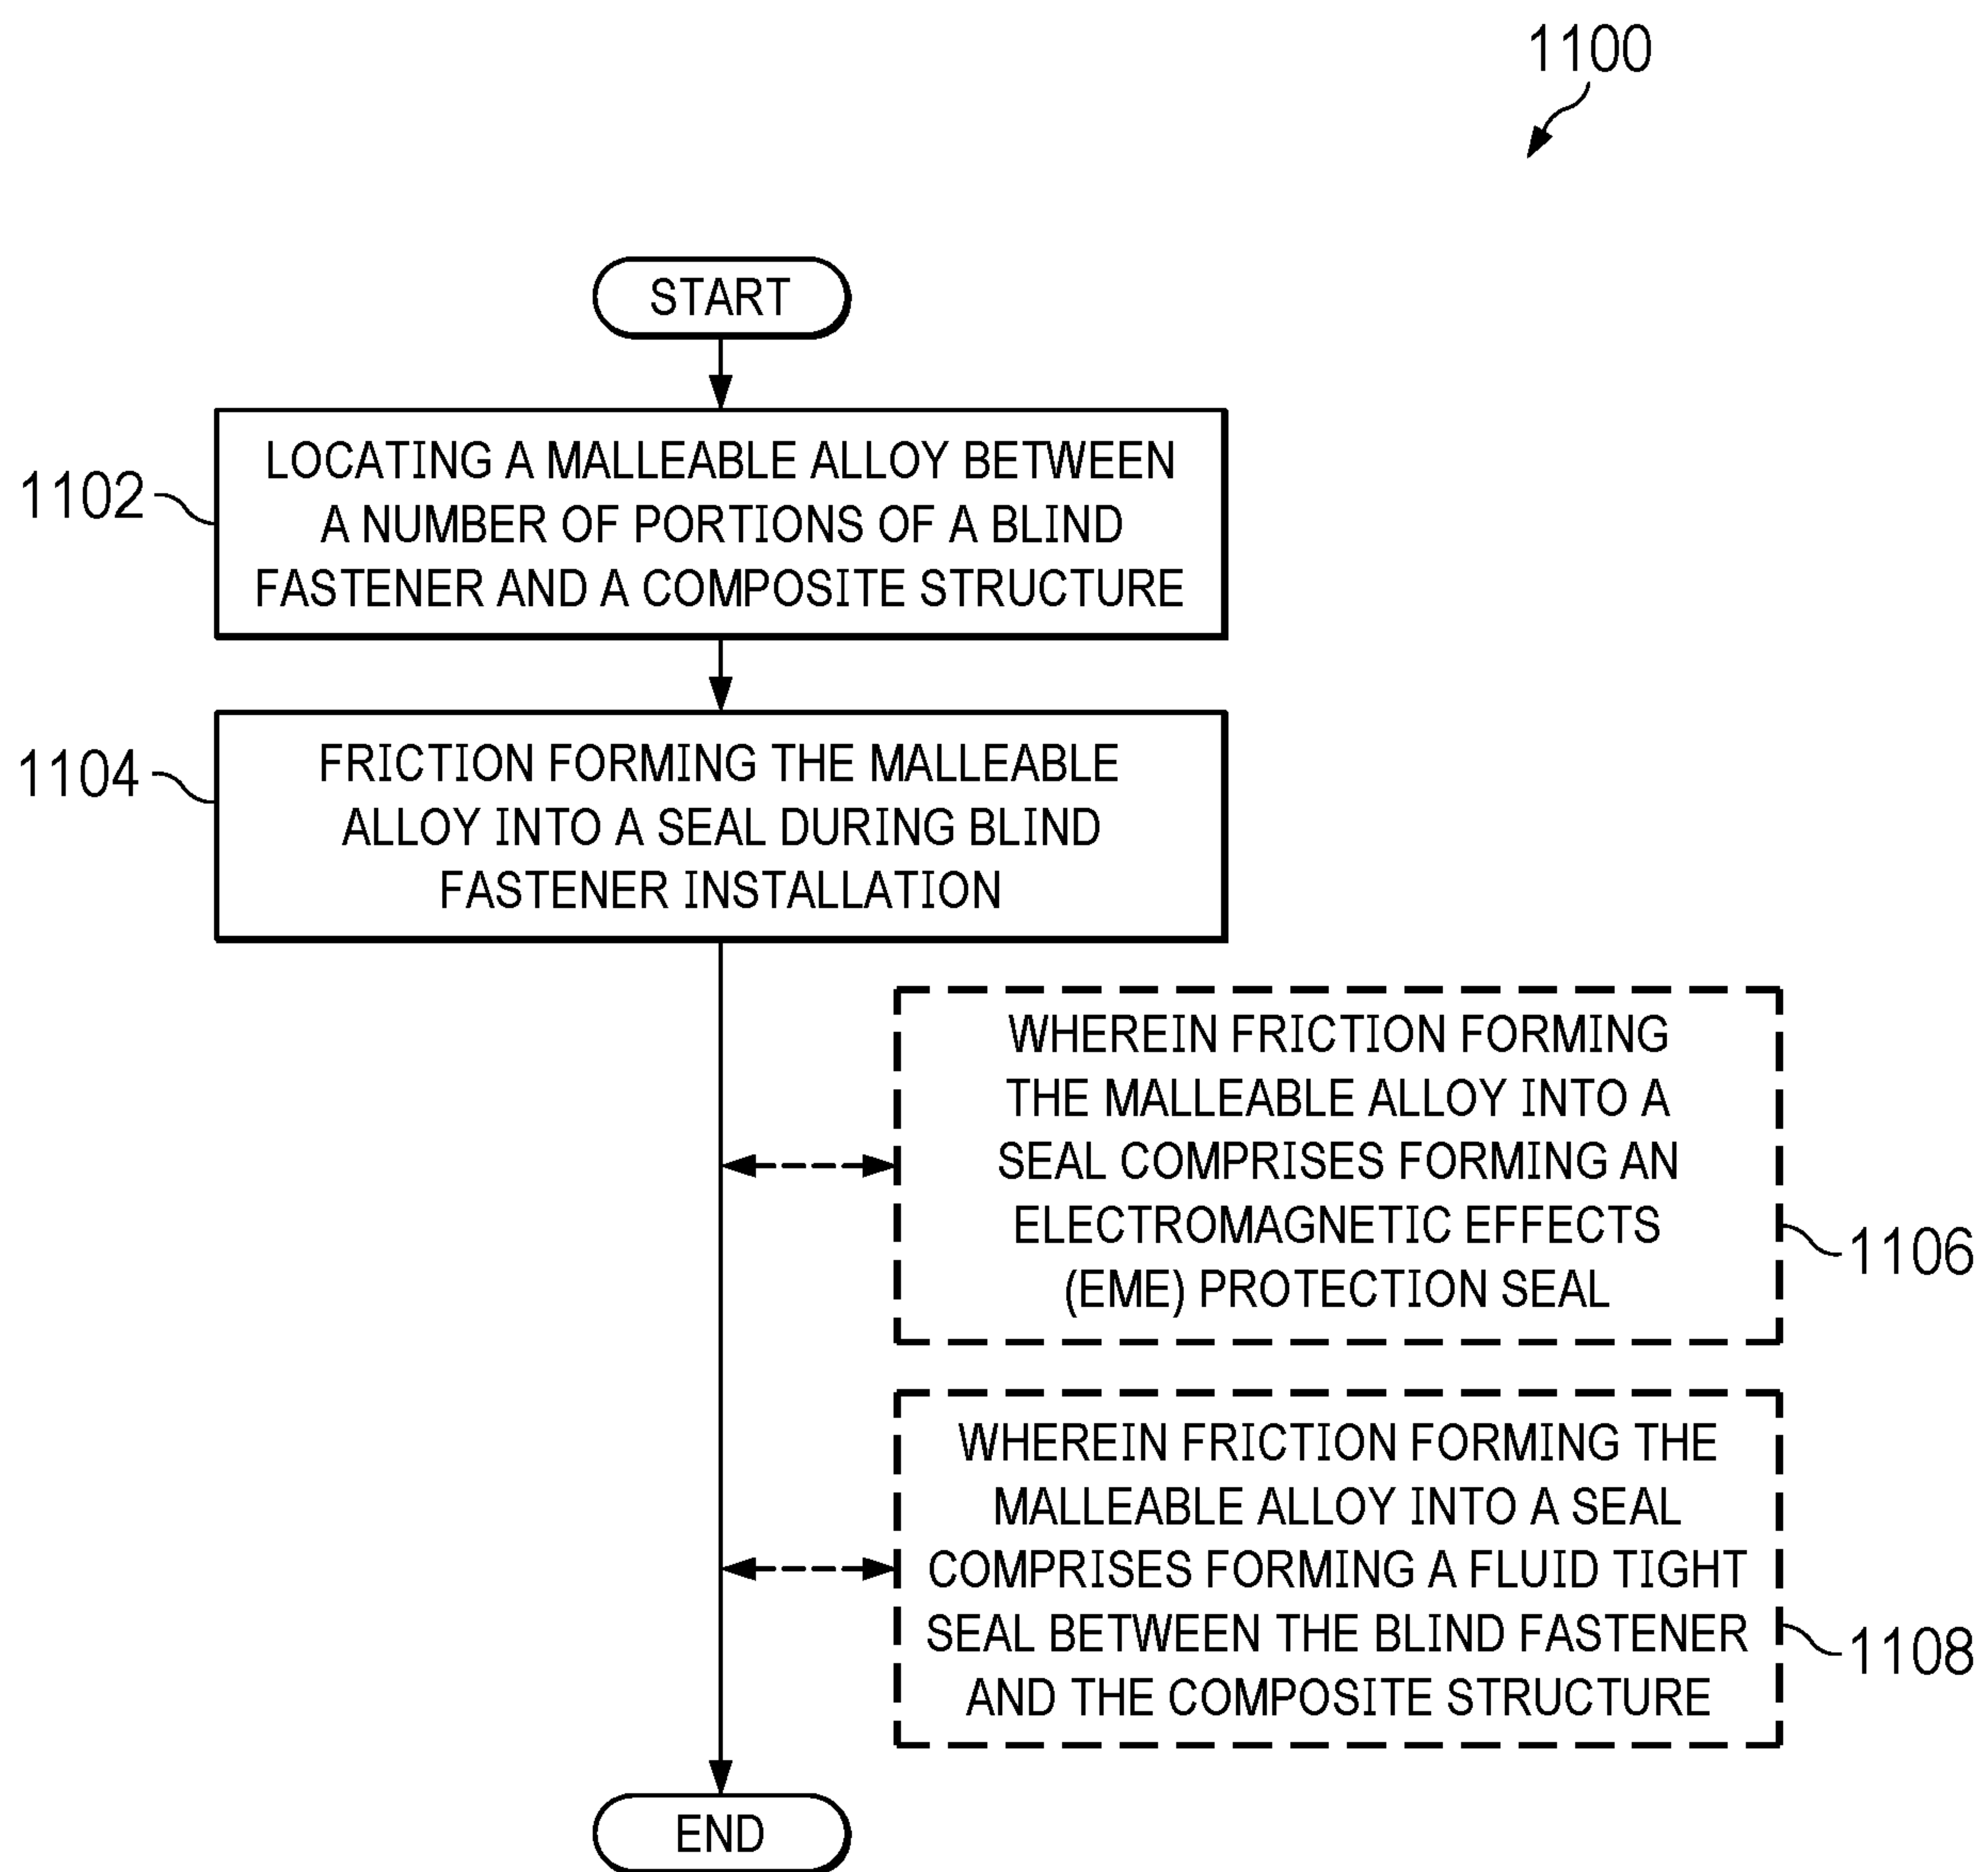 1100
START
1102
LOCATING A MALLEABLE ALLOY BETWEEN
A NUMBER OF PORTIONS OF A BLIND
FASTENER AND A COMPOSITE STRUCTURE
1104
FRICTION FORMING THE MALLEABLE
ALLOY INTO A SEAL DURING BLIND
FASTENER INSTALLATION
WHEREIN FRICTION FORMING
THE MALLEABLE ALLOY INTO A
SEAL COMPRISES FORMING AN
ELECTROMAGNETIC EFFECTS
(EME) PROTECTION SEAL
1106
WHEREIN FRICTION FORMING THE
MALLEABLE ALLOY INTO A SEAL
COMPRISES FORMING A FLUID TIGHT
SEAL BETWEEN THE BLIND FASTENER
AND THE COMPOSITE STRUCTURE
1108
END